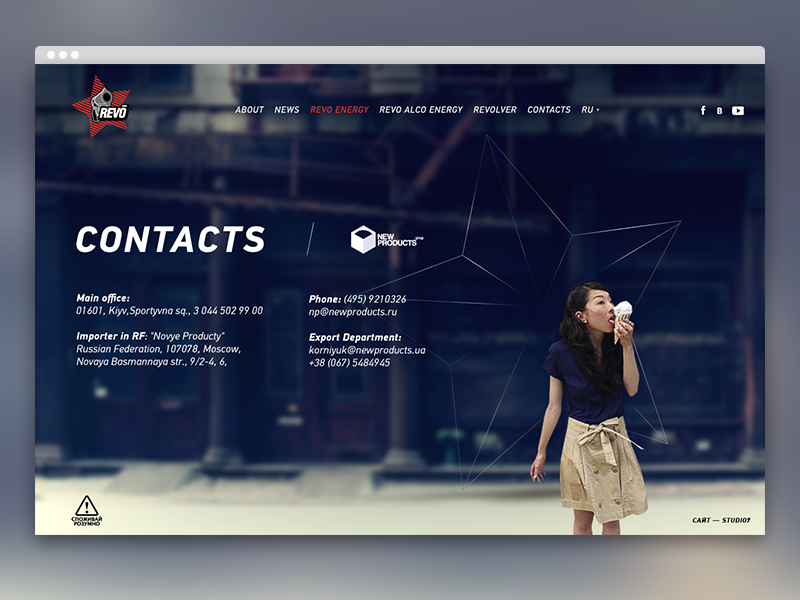 REVO
ABOUT NEWS REVO ENERGY REVO ALCO ENERGY REVOLVER CONTACTS RU
f B
CONTACTS
NEW
PRODUCTS
Main office:
01601, Kiyv,Sportyvna sq., 3 044 502 99 00
Importer in RF: "Novye Producty"
Russian Federation, 107078, Moscow,
Novaya Basmannaya str., 9/2-4, 6,
Phone: (495) 9210326
np@newproducts.ru
Export Department:
korniyuk@newproducts.ua
+38 (067) 5484945
СПОЖИВАЙ
РОЗУМНО
САЙТ — STUDIO7